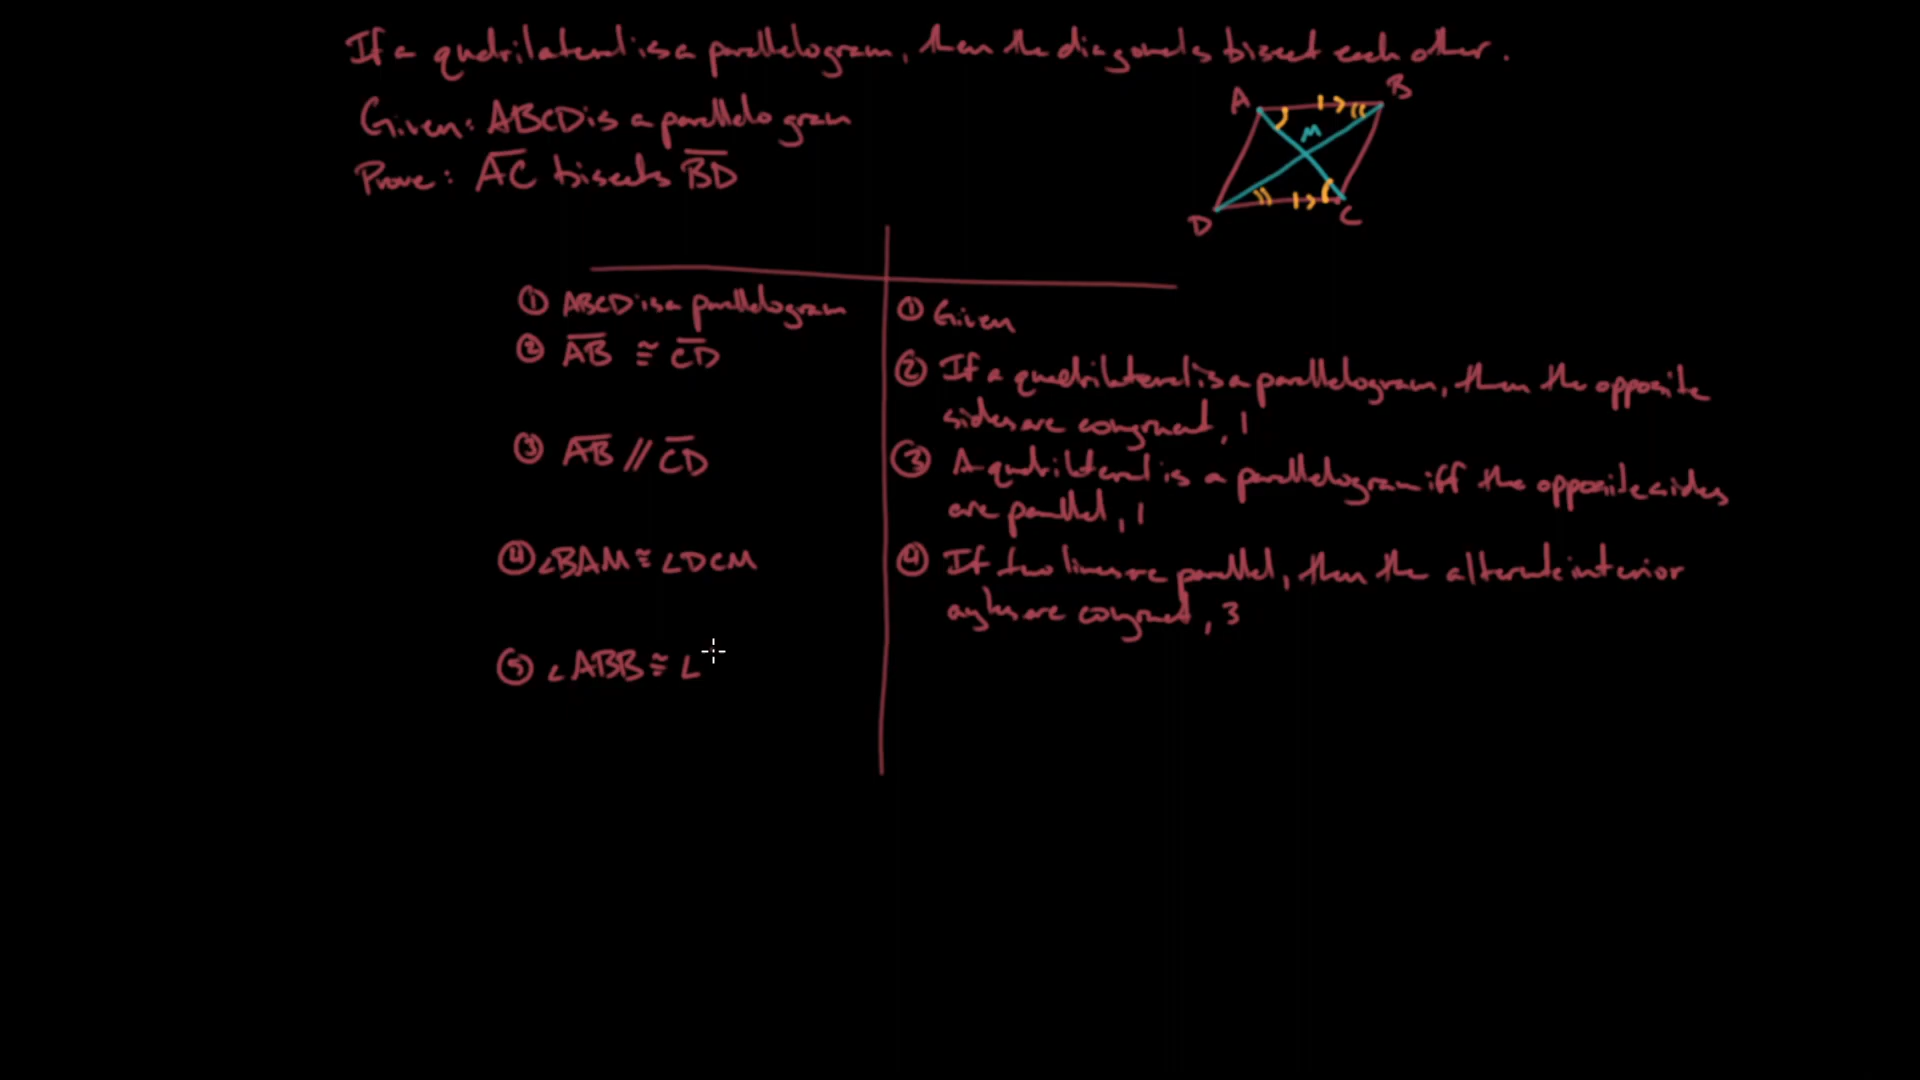 If a qudrilateral is a parallelogram, then the diagonals bisect each other.
Given: ABCD is a parallelogram
Prove: AC bisects BD
A
B
M
D
C
① ABCD is a parallelogram
① Given
② AB ≅ CD
② If a quadrilateral is a parallelogram, then the opposite
sides are congruent, 1
③ AB // CD
③ A qudrilateral is a parallelogram iff the opposite sides
are parallel, 1
④ ∠BAM ≅ ∠DCM
④ If two lines are parallel, then the alternate interior
angles are congruent, 3
⑤ ∠ABB ≅ ∠